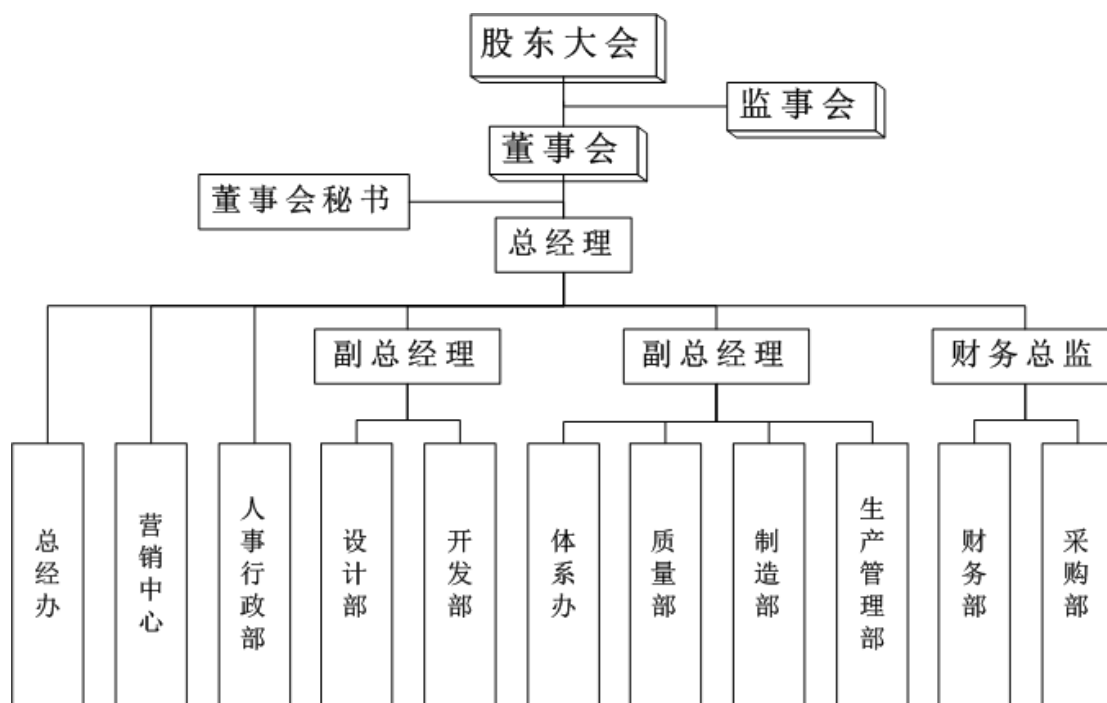 股东大会
监事会
董事会
董事会秘书
总经理
副总经理
副总经理
财务总监
总经办
营销中心
人事行政部
设计部
开发部
体系办
质量部
制造部
生产管理部
财务部
采购部